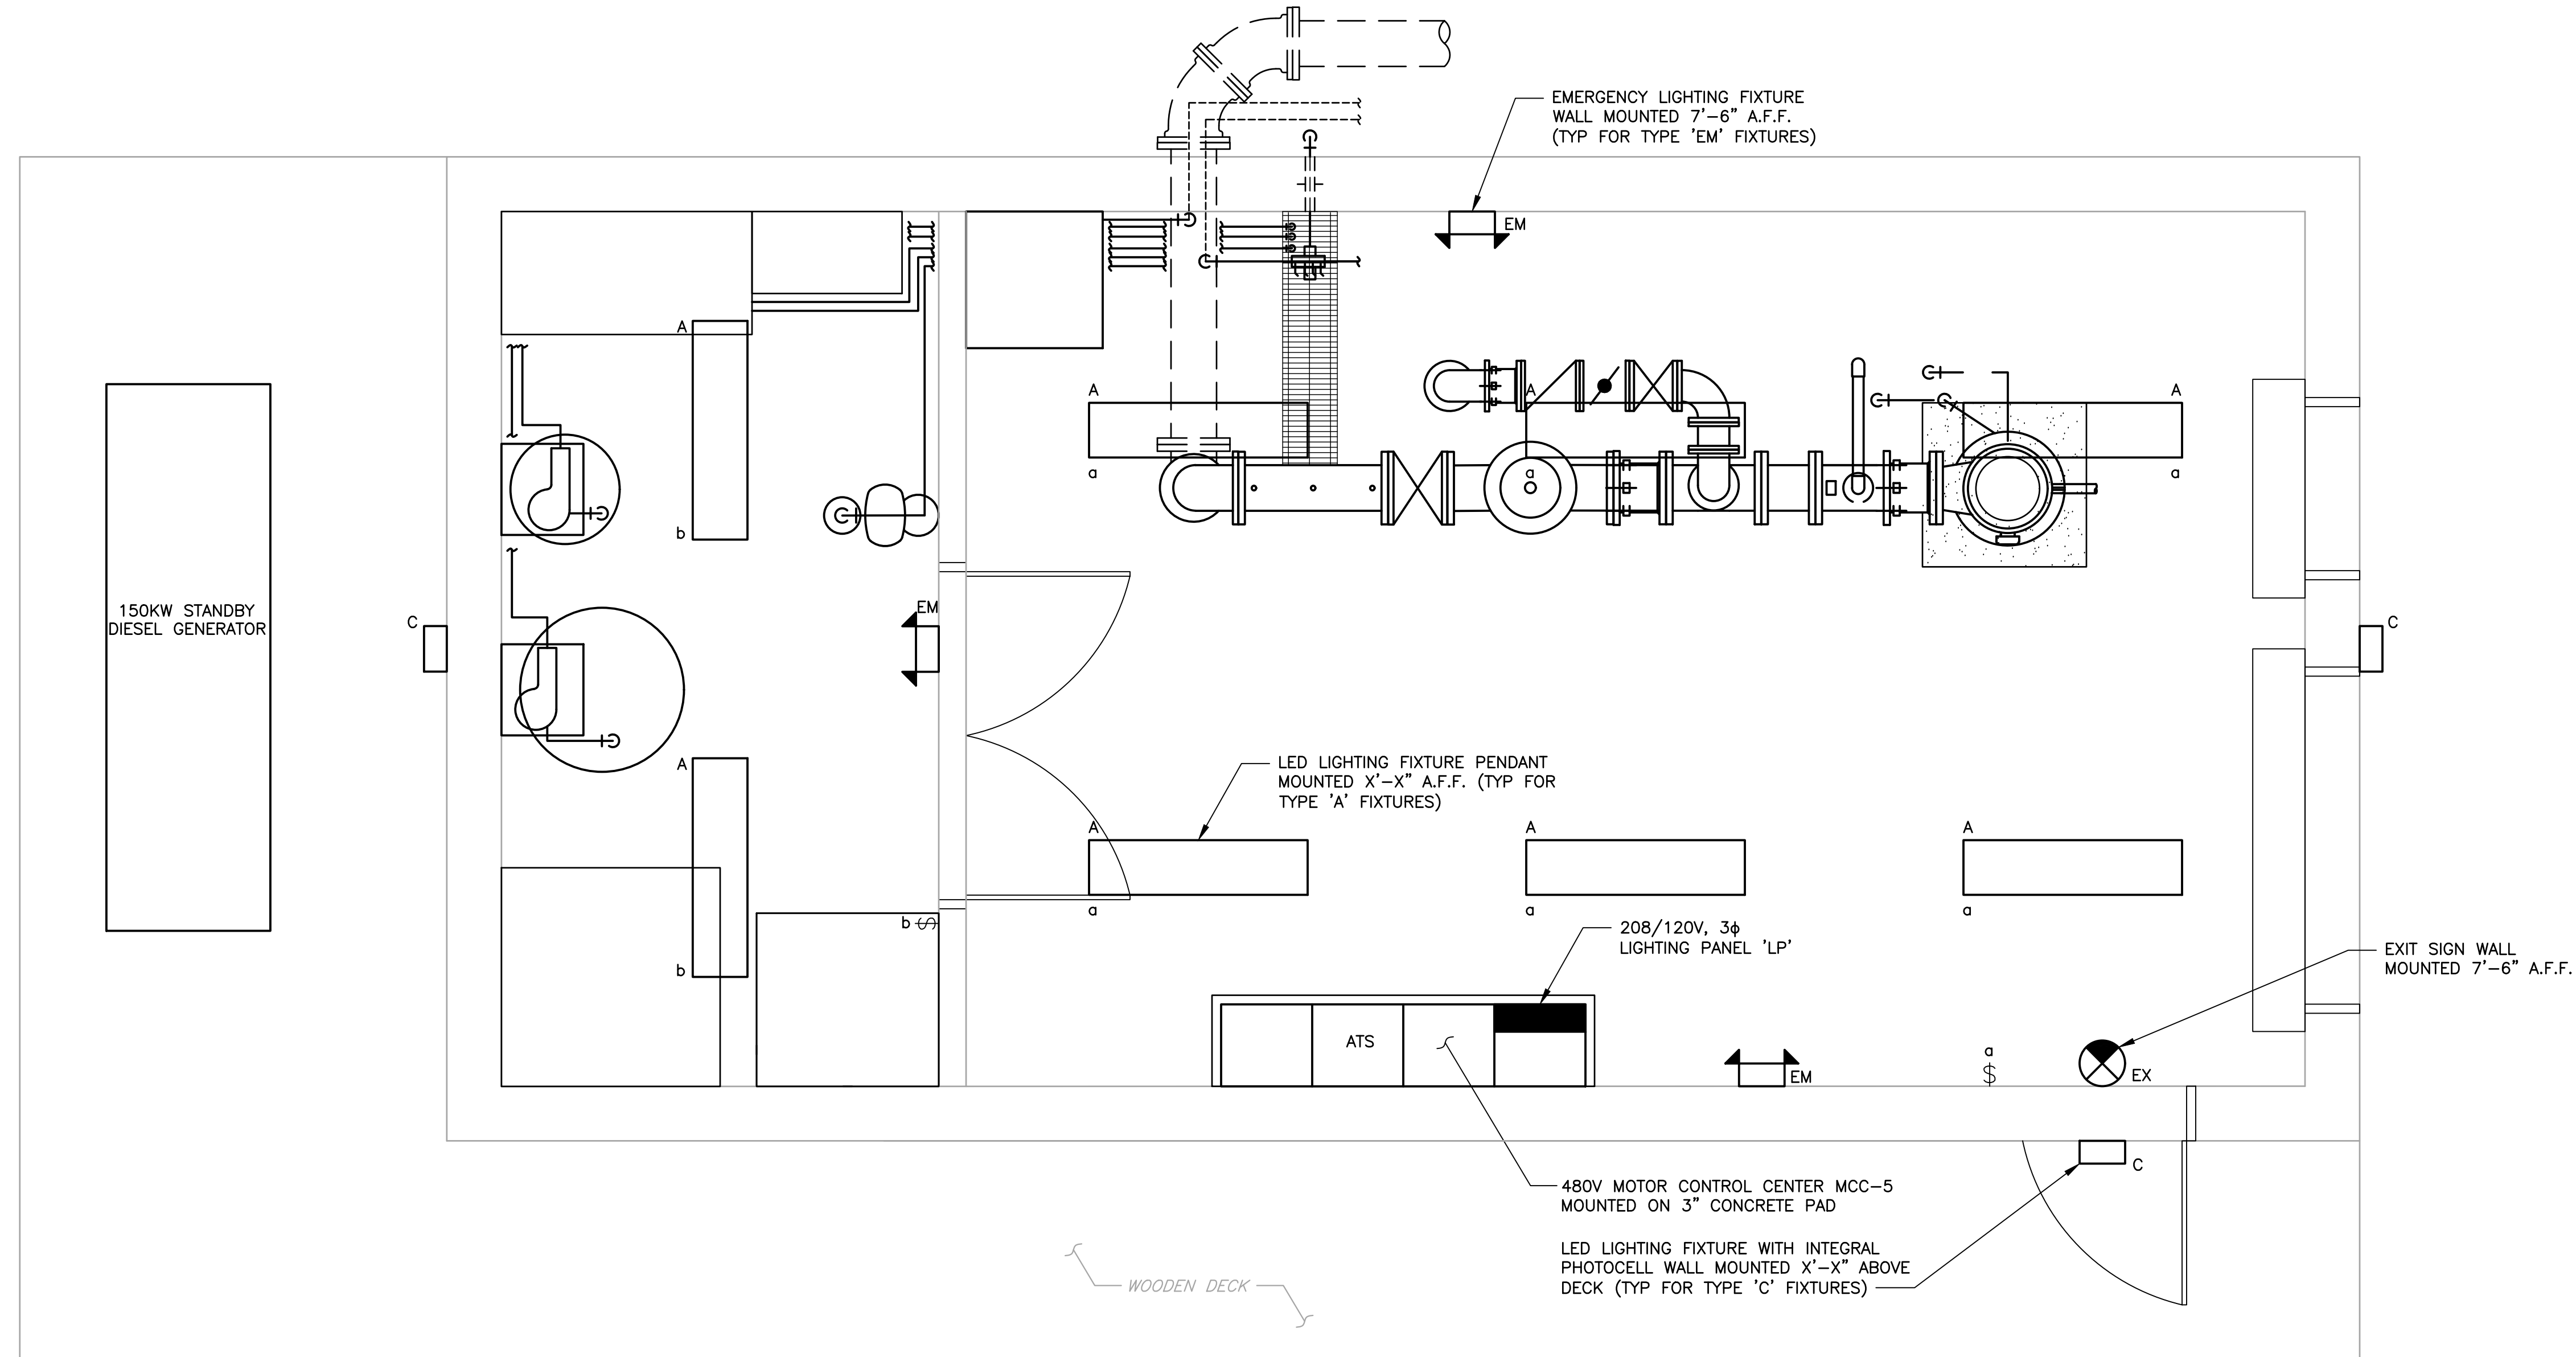 EMERGENCY LIGHTING FIXTURE
WALL MOUNTED 7'-6" A.F.F.
(TYP FOR TYPE 'EM' FIXTURES)
EM
A
A
A
A
a
a
a
b
150KW STANDBY
DIESEL GENERATOR
C
EM
C
A
LED LIGHTING FIXTURE PENDANT
MOUNTED X'-X" A.F.F. (TYP FOR
TYPE 'A' FIXTURES)
A
A
A
a
a
a
b $
208/120V, 3ϕ
LIGHTING PANEL 'LP'
EXIT SIGN WALL
MOUNTED 7'-6" A.F.F.
b
ATS
a
$
EM
EX
C
480V MOTOR CONTROL CENTER MCC-5
MOUNTED ON 3" CONCRETE PAD
LED LIGHTING FIXTURE WITH INTEGRAL
PHOTOCELL WALL MOUNTED X'-X" ABOVE
DECK (TYP FOR TYPE 'C' FIXTURES)
WOODEN DECK